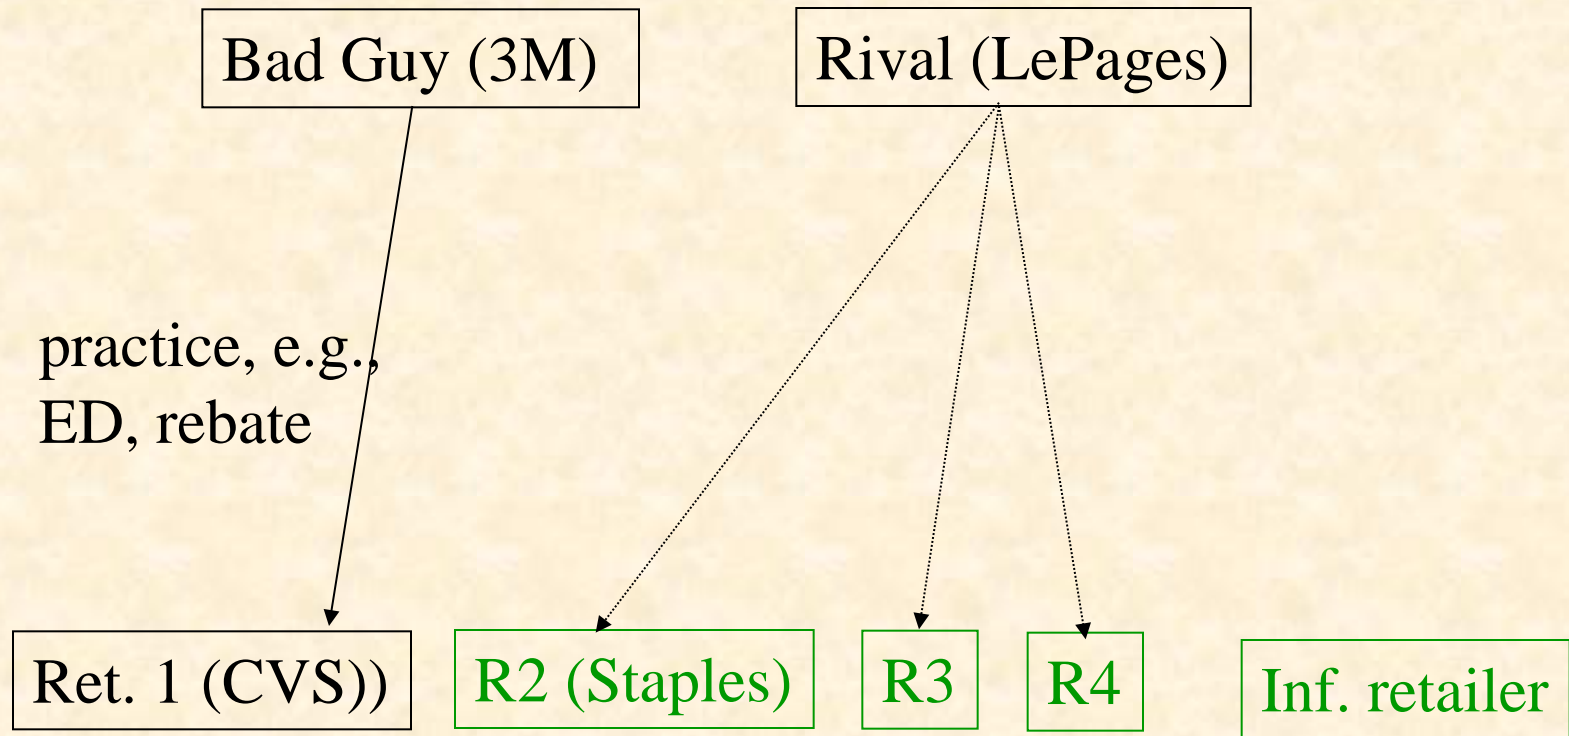 Bad Guy (3M)
Rival (LePages)
practice, e.g.,
ED, rebate
Ret. 1 (CVS))
R2 (Staples)
R3
R4
Inf. retailer